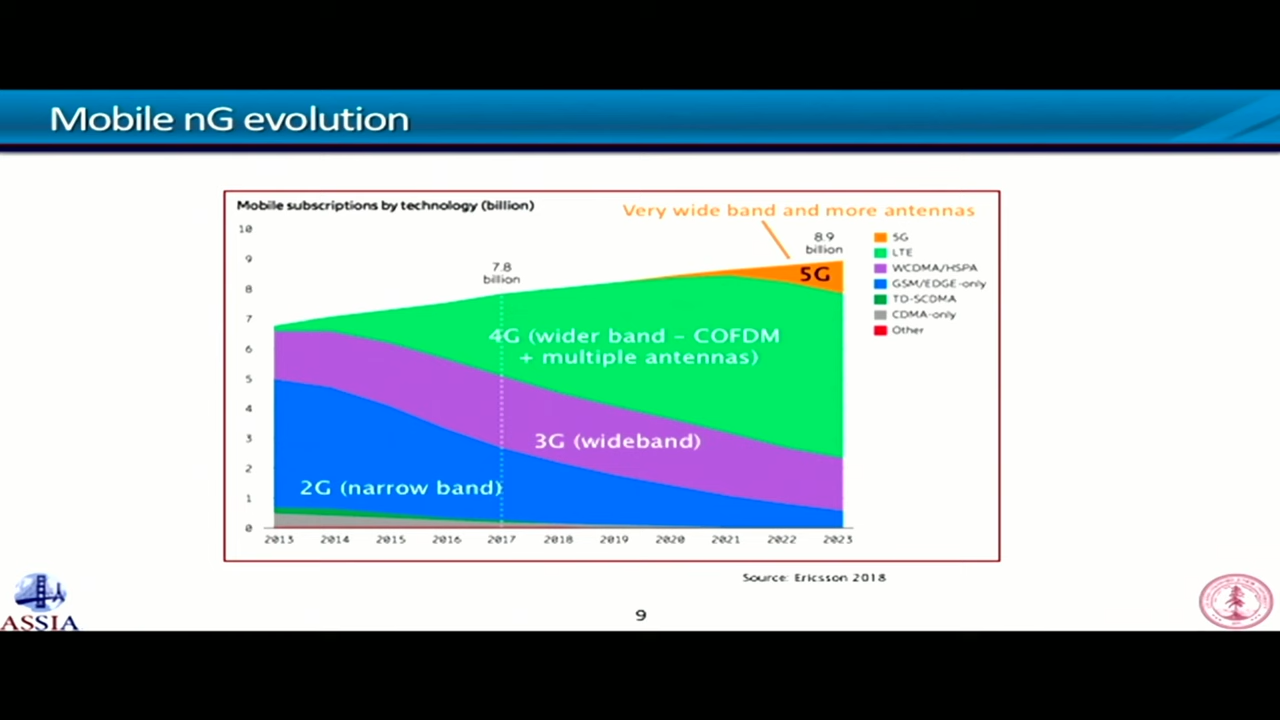 Mobile nG evolution
Mobile subscriptions by technology (billion)
Very wide band and more antennas
10
9
8
7
6
5
4
3
2
1
0
7.8
billion
8.9
billion
5G
4G (wider band – COFDM
+ multiple antennas)
3G (wideband)
2G (narrow band)
5G
LTE
WCDMA/HSPA
GSM/EDGE-only
TD-SCDMA
CDMA-only
Other
2013 2014 2015 2016 2017 2018 2019 2020 2021 2022 2023
Source: Ericsson 2018
ASSIA
9